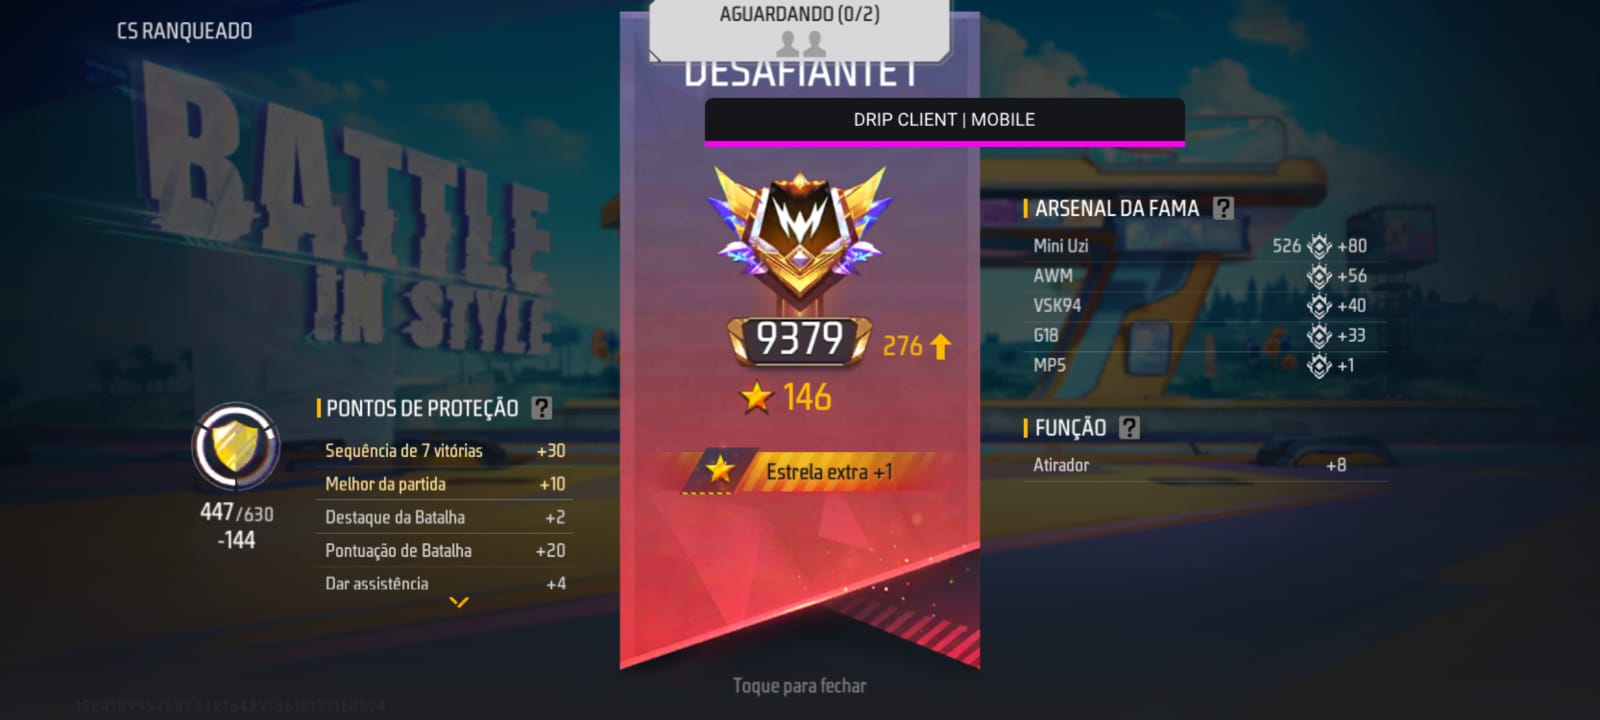 CS RANQUEADO
AGUARDANDO (0/2)
DESAFIANTE 1
DRIP CLIENT | MOBILE
BATTLE
IN STYLE
9379
276
146
Estrela extra +1
PONTOS DE PROTEÇÃO ?
Sequência de 7 vitórias +30
Melhor da partida +10
Destaque da Batalha +2
Pontuação de Batalha +20
Dar assistência +4
447/630
-144
ARSENAL DA FAMA ?
Mini Uzi 526 +80
AWM +56
VSK94 +40
G18 +33
MP5 +1
FUNÇÃO ?
Atirador +8
Toque para fechar